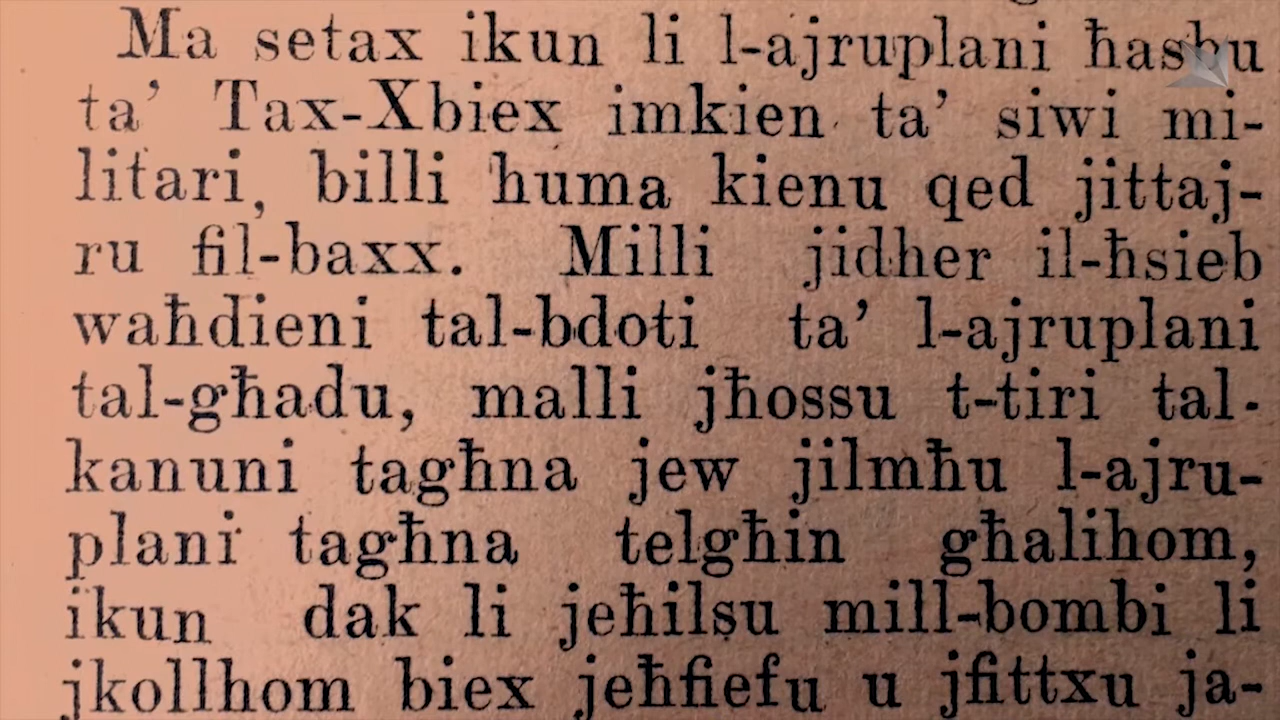 Ma setax ikun li l-ajruplani ħasbu
ta’ Tax-Xbiex imkien ta’ siwi mi-
litari, billi huma kienu qed jittaj-
ru fil-baxx. Milli jidher il-ħsieb
waħdieni tal-bdoti ta’ l-ajruplani
tal-għadu, malli jħossu t-tiri tal-
kanuni tagħna jew jilmħu l-ajru-
plani tagħna telgħin għalihom,
ikun dak li jeħilsu mill-bombi li
jkollhom biex jeħfiefu u jfittxu ja-